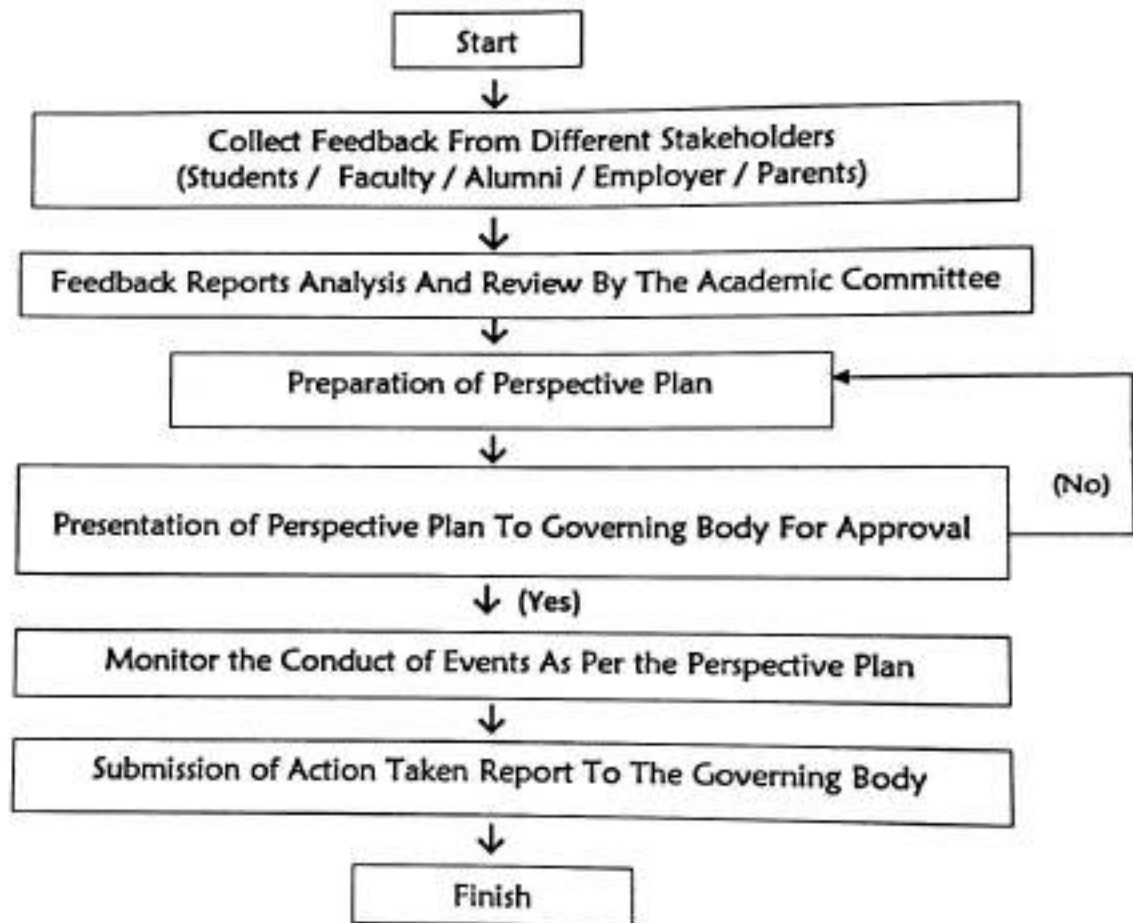 Start
Collect Feedback From Different Stakeholders
(Students / Faculty / Alumni / Employer / Parents)
Feedback Reports Analysis And Review By The Academic Committee
Preparation of Perspective Plan
(No)
Presentation of Perspective Plan To Governing Body For Approval
(Yes)
Monitor the Conduct of Events As Per the Perspective Plan
Submission of Action Taken Report To The Governing Body
Finish